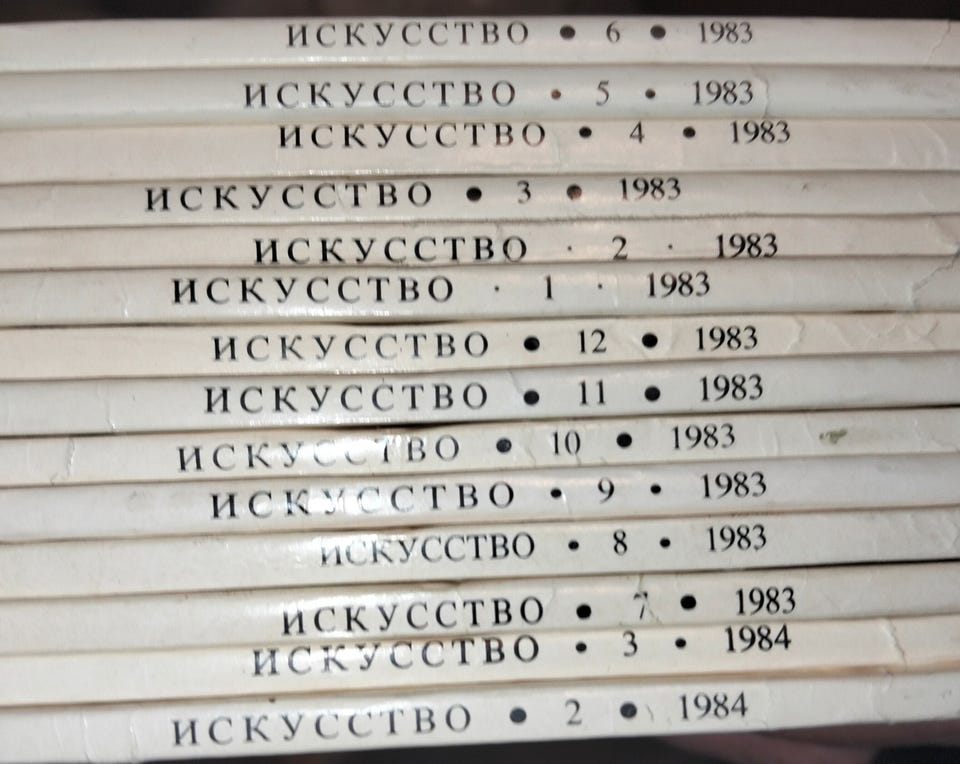 ИСКУССТВО • 6 • 1983
ИСКУССТВО • 5 • 1983
ИСКУССТВО • 4 • 1983
ИСКУССТВО • 3 • 1983
ИСКУССТВО · 2 · 1983
ИСКУССТВО · 1 · 1983
ИСКУССТВО • 12 • 1983
ИСКУССТВО • 11 • 1983
ИСКУССТВО • 10 • 1983
ИСКУССТВО • 9 • 1983
ИСКУССТВО • 8 • 1983
ИСКУССТВО • 7 • 1983
ИСКУССТВО • 3 • 1984
ИСКУССТВО • 2 • 1984